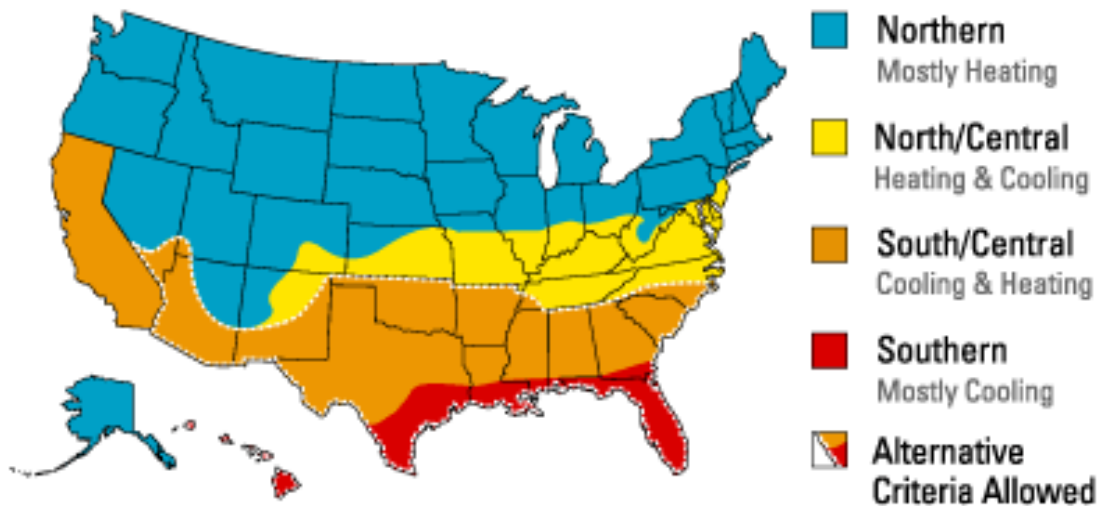 Northern
Mostly Heating
North/Central
Heating & Cooling
South/Central
Cooling & Heating
Southern
Mostly Cooling
Alternative
Criteria Allowed